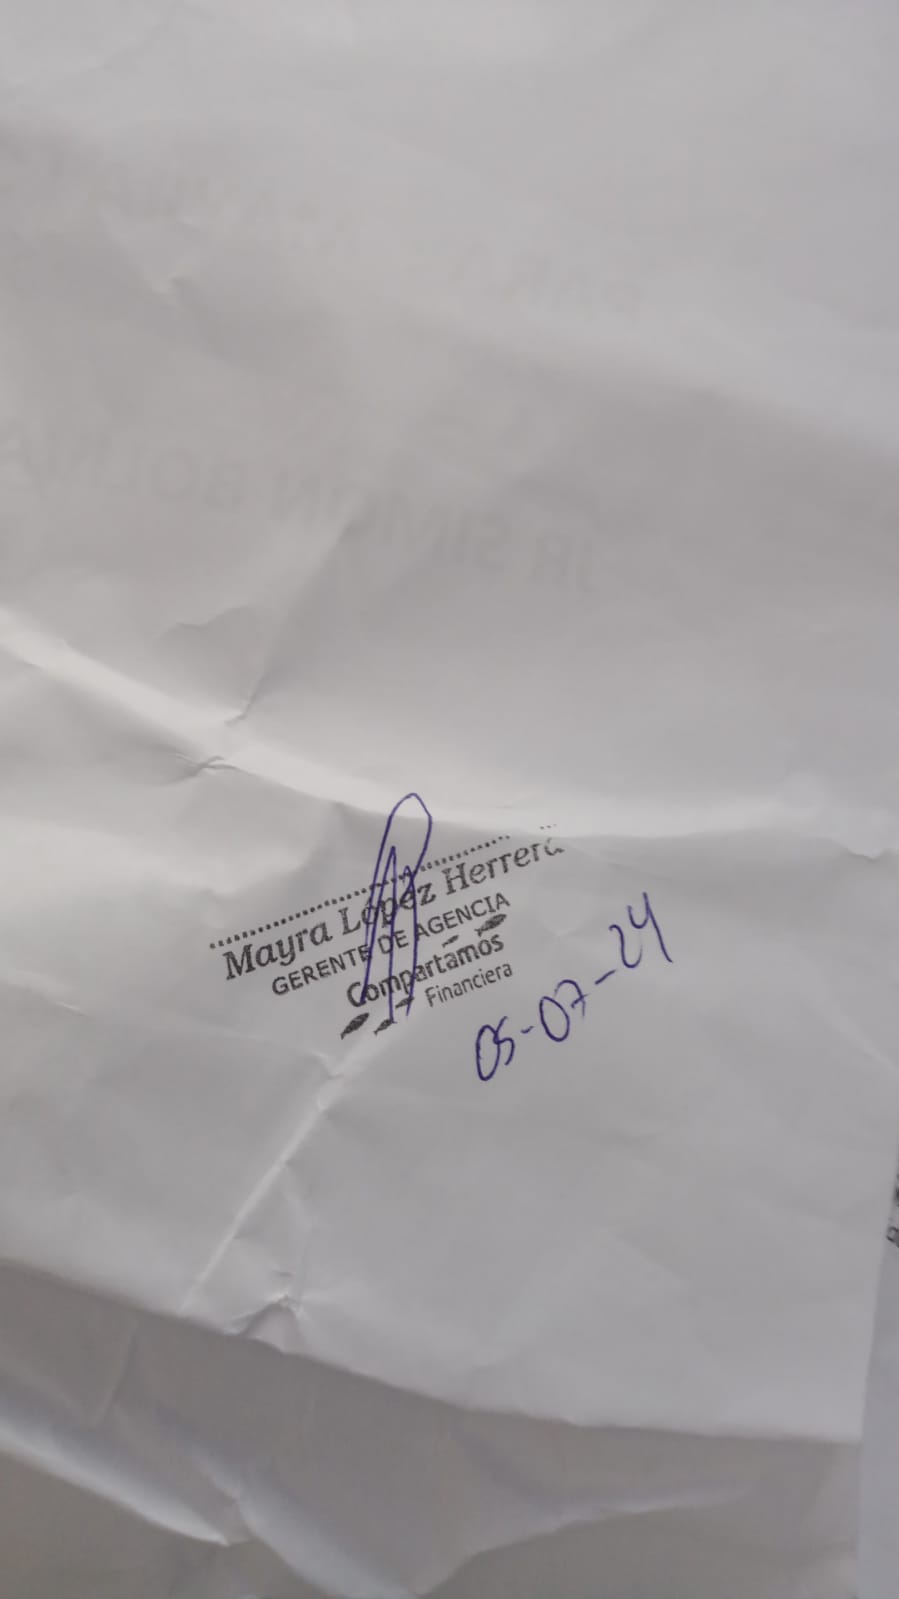 Mayra López Herrera
GERENTE DE AGENCIA
Compartamos
Financiera
05-07-24